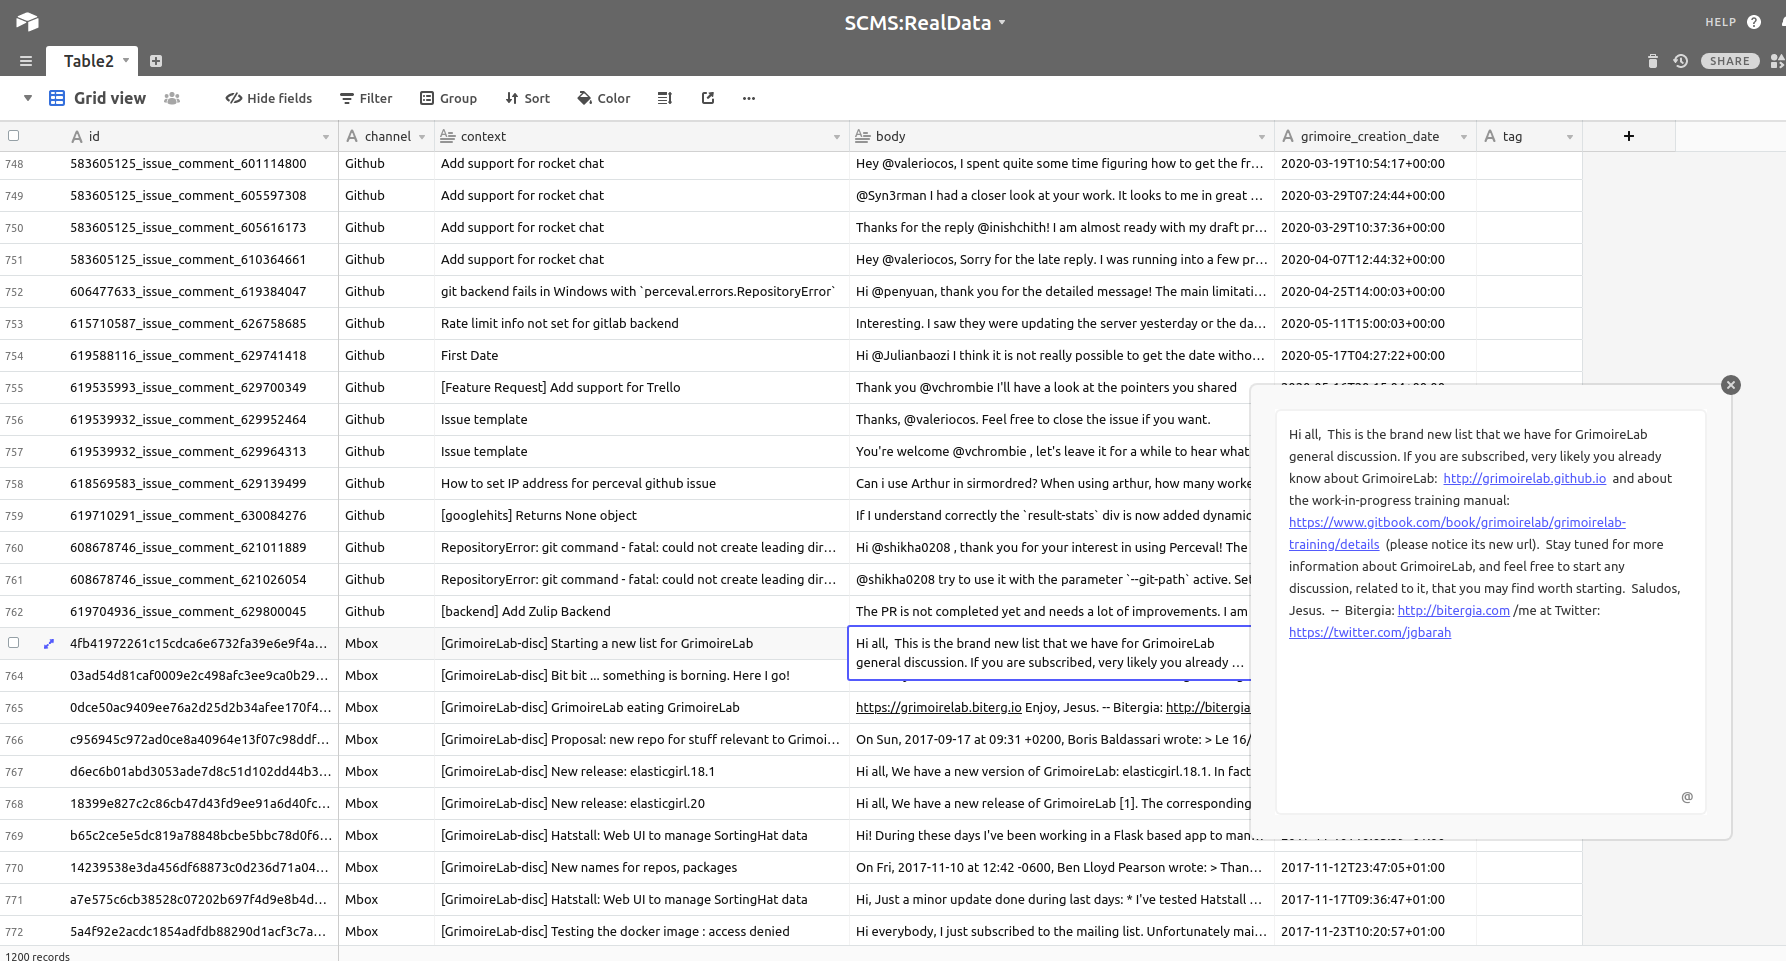 SCMS:RealData
HELP
Table2
SHARE
Grid view Hide fields Filter Group Sort Color
id channel context body grimoire_creation_date tag
748 583605125_issue_comment_601114800 Github Add support for rocket chat Hey @valeriocos, I spent quite some time figuring how to get the fr... 2020-03-19T10:54:17+00:00
749 583605125_issue_comment_605597308 Github Add support for rocket chat @Syn3rman I had a closer look at your work. It looks to me in great ... 2020-03-29T07:24:44+00:00
750 583605125_issue_comment_605616173 Github Add support for rocket chat Thanks for the reply @inishchith! I am almost ready with my draft pr... 2020-03-29T10:37:36+00:00
751 583605125_issue_comment_610364661 Github Add support for rocket chat Hey @valeriocos, Sorry for the late reply. I was running into a few pr... 2020-04-07T12:44:32+00:00
752 606477633_issue_comment_619384047 Github git backend fails in Windows with `perceval.errors.RepositoryError` Hi @penyuan, thank you for the detailed message! The main limitati... 2020-04-25T14:00:03+00:00
753 615710587_issue_comment_626758685 Github Rate limit info not set for gitlab backend Interesting. I saw they were updating the server yesterday or the da... 2020-05-11T15:00:03+00:00
754 619588116_issue_comment_629741418 Github First Date Hi @Julianbaozi I think it is not really possible to get the date witho... 2020-05-17T04:27:22+00:00
755 619535993_issue_comment_629700349 Github [Feature Request] Add support for Trello Thank you @vchrombie I'll have a look at the pointers you shared
756 619539932_issue_comment_629952464 Github Issue template Thanks, @valeriocos. Feel free to close the issue if you want.
757 619539932_issue_comment_629964313 Github Issue template You're welcome @vchrombie , let's leave it for a while to hear what
758 618569583_issue_comment_629139499 Github How to set IP address for perceval github issue Can i use Arthur in sirmordred? When using arthur, how many worke
759 619710291_issue_comment_630084276 Github [googlehits] Returns None object If I understand correctly the `result-stats` div is now added dynamic
760 608678746_issue_comment_621011889 Github RepositoryError: git command - fatal: could not create leading dir... Hi @shikha0208 , thank you for your interest in using Perceval! The
761 608678746_issue_comment_621026054 Github RepositoryError: git command - fatal: could not create leading dir... @shikha0208 try to use it with the parameter `--git-path` active. Set
762 619704936_issue_comment_629800045 Github [backend] Add Zulip Backend The PR is not completed yet and needs a lot of improvements. I am
4fb41972261c15cdca6e6732fa39e6e9f4a... Mbox [GrimoireLab-disc] Starting a new list for GrimoireLab Hi all, This is the brand new list that we have for GrimoireLab
general discussion. If you are subscribed, very likely you already ...
764 03ad54d81caf0009e2c498afc3ee9ca0b29... Mbox [GrimoireLab-disc] Bit bit ... something is borning. Here I go!
765 0dce50ac9409ee76a2d25d2b34afee170f4... Mbox [GrimoireLab-disc] GrimoireLab eating GrimoireLab https://grimoirelab.biterg.io Enjoy, Jesus. -- Bitergia: http://bitergia
766 c956945c972ad0ce8a40964e13f07c98ddf... Mbox [GrimoireLab-disc] Proposal: new repo for stuff relevant to Grimoi... On Sun, 2017-09-17 at 09:31 +0200, Boris Baldassari wrote: > Le 16/
767 d6ec6b01abd3053ade7d8c51d102dd44b3... Mbox [GrimoireLab-disc] New release: elasticgirl.18.1 Hi all, We have a new version of GrimoireLab: elasticgirl.18.1. In fact
768 18399e827c2c86cb47d43fd9ee91a6d40fc... Mbox [GrimoireLab-disc] New release: elasticgirl.20 Hi all, We have a new release of GrimoireLab [1]. The corresponding
769 b65c2ce5e5dc819a78848bcbe5bbc78d0f6... Mbox [GrimoireLab-disc] Hatstall: Web UI to manage SortingHat data Hi! During these days I've been working in a Flask based app to man...
770 14239538e3da456df68873c0d236d71a04... Mbox [GrimoireLab-disc] New names for repos, packages On Fri, 2017-11-10 at 12:42 -0600, Ben Lloyd Pearson wrote: > Than... 2017-11-12T23:47:05+01:00
771 a7e575c6cb38528c07202b697f4d9e8b4d... Mbox [GrimoireLab-disc] Hatstall: Web UI to manage SortingHat data Hi, Just a minor update done during last days: * I've tested Hatstall ... 2017-11-17T09:36:47+01:00
772 5a4f92e2acdc1854adfdb88290d1acf3c7a... Mbox [GrimoireLab-disc] Testing the docker image : access denied Hi everybody, I just subscribed to the mailing list. Unfortunately mai... 2017-11-23T10:20:57+01:00
1200 records
Hi all, This is the brand new list that we have for GrimoireLab
general discussion. If you are subscribed, very likely you already
know about GrimoireLab: http://grimoirelab.github.io and about
the work-in-progress training manual:
https://www.gitbook.com/book/grimoirelab/grimoirelab-
training/details (please notice its new url). Stay tuned for more
information about GrimoireLab, and feel free to start any
discussion, related to it, that you may find worth starting. Saludos,
Jesus. -- Bitergia: http://bitergia.com /me at Twitter:
https://twitter.com/jgbarah
@